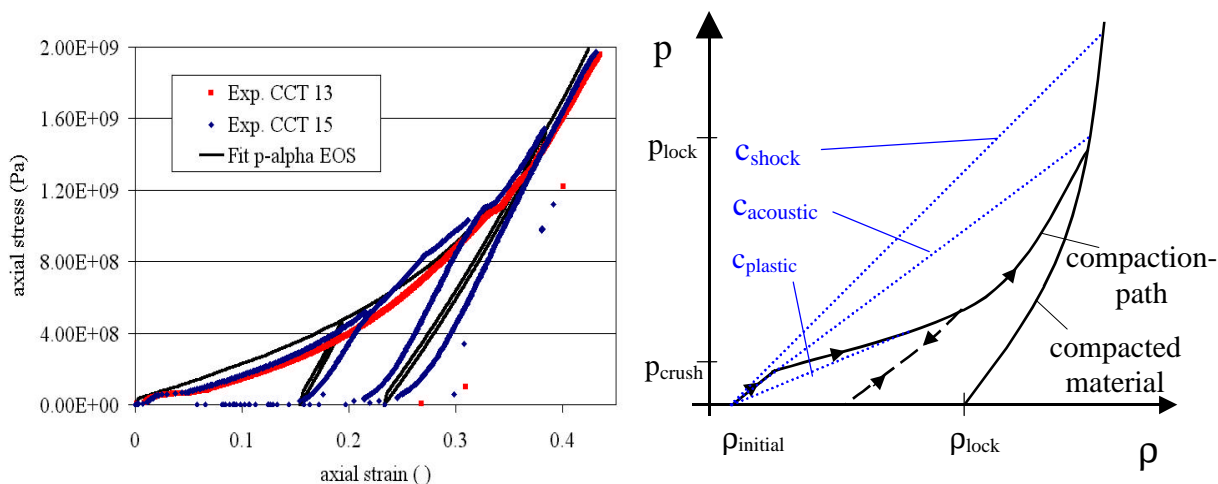 2.00E+09
1.60E+09
1.20E+09
8.00E+08
4.00E+08
0.00E+00
axial stress (Pa)
Exp. CCT 13
Exp. CCT 15
Fit p-alpha EOS
0
0.1
0.2
0.3
0.4
axial strain ( )
p
plock
pcrush
cshock
cacoustic
cplastic
compaction-
path
compacted
material
ρinitial
ρlock
ρ